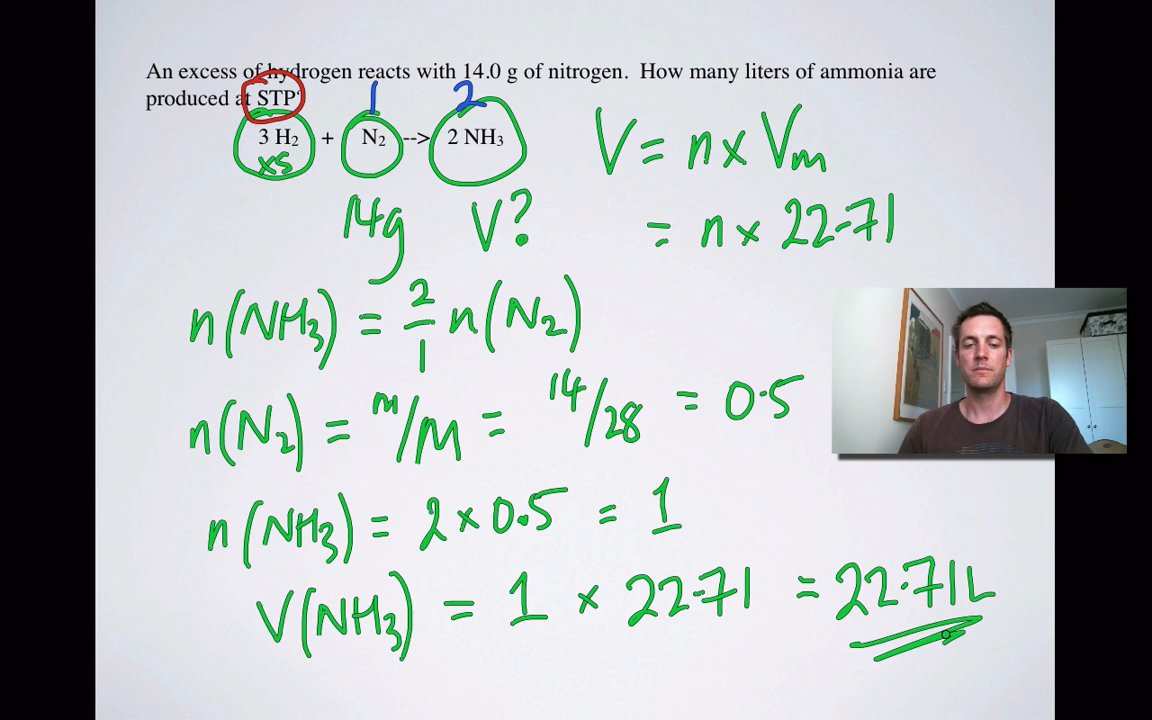 An excess of hydrogen reacts with 14.0 g of nitrogen. How many liters of ammonia are
produced at STP?
1 2
3 H₂ + N₂ --> 2 NH₃
xs
V = n x Vm
14g V?
= n x 22.71
n(NH₃) = 2/1 n(N₂)
n(N₂) = m/M = 14/28 = 0.5
n(NH₃) = 2 x 0.5 = 1
V(NH₃) = 1 x 22.71 = 22.71L